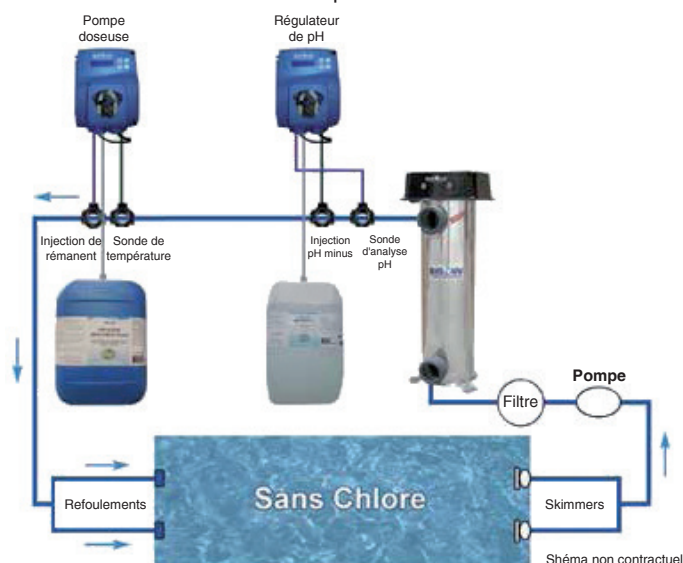 Pompe
doseuse
Régulateur
de pH
Injection de
rémanent
Sonde de
température
Injection
pH minus
Sonde
d'analyse
pH
Filtre
Pompe
Refoulements
Sans Chlore
Skimmers
Shéma non contractuel